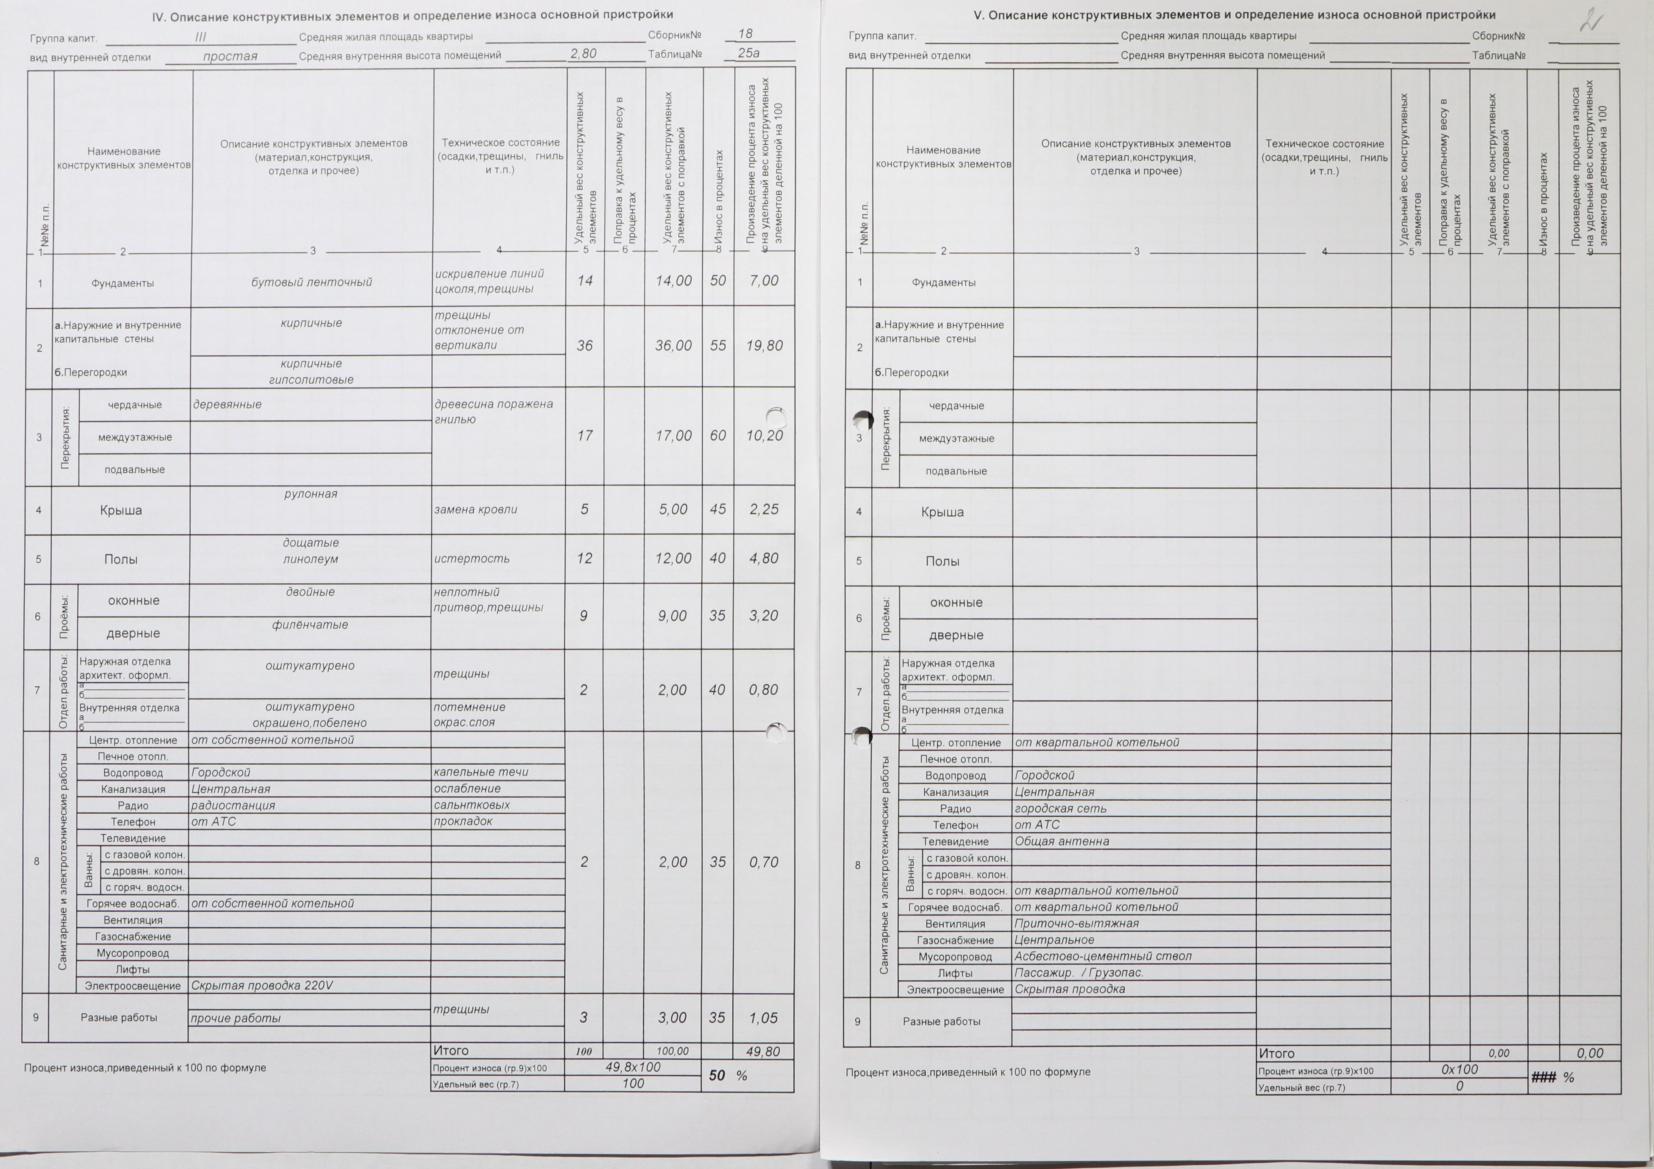 IV. Описание конструктивных элементов и определение износа основной пристройки
Группа капит. III Средняя жилая площадь квартиры Сборник№ 18
вид внутренней отделки простая Средняя внутренняя высота помещений 2,80 Таблица№ 25а
№№ п.п.
Наименование конструктивных элементов
Описание конструктивных элементов (материал,конструкция, отделка и прочее)
Техническое состояние (осадки,трещины, гниль и т.п.)
Удельный вес конструктивных элементов
Поправка к удельному весу в процентах
Удельный вес конструктивных элементов с поправкой
Износ в процентах
Произведение процента износа на удельный вес конструктивных элементов деленной на 100
1 2 3 4 5 6 7 8 9
1 Фундаменты бутовый ленточный искривление линий цоколя,трещины 14 14,00 50 7,00
2 а.Наружние и внутренние капитальные стены кирпичные трещины отклонение от вертикали 36 36,00 55 19,80
б.Перегородки кирпичные гипсолитовые
3 Перекрытия: чердачные деревянные древесина поражена гнилью 17 17,00 60 10,20
междуэтажные
подвальные
4 Крыша рулонная замена кровли 5 5,00 45 2,25
5 Полы дощатые линолеум истертость 12 12,00 40 4,80
6 Проёмы: оконные двойные неплотный притвор,трещины 9 9,00 35 3,20
дверные филёнчатые
7 Отдел.работы: Наружная отделка архитект. оформл. оштукатурено трещины 2 2,00 40 0,80
а
б
Внутренняя отделка оштукатурено окрашено,побелено потемнение окрас.слоя
а
б
8 Санитарные и электротехнические работы 2 2,00 35 0,70
Центр. отопление от собственной котельной
Печное отопл.
Водопровод Городской капельные течи
Канализация Центральная ослабление
Радио радиостанция сальнтковых
Телефон от АТС прокладок
Телевидение
Ванны: с газовой колон.
с дровян. колон.
с горяч. водосн.
Горячее водоснаб. от собственной котельной
Вентиляция
Газоснабжение
Мусоропровод
Лифты
Электроосвещение Скрытая проводка 220V
9 Разные работы прочие работы трещины 3 3,00 35 1,05
Итого 100 100,00 49,80
Процент износа,приведенный к 100 по формуле Процент износа (гр.9)х100 49,8х100 50 %
Удельный вес (гр.7) 100
V. Описание конструктивных элементов и определение износа основной пристройки
2
Группа капит. Средняя жилая площадь квартиры Сборник№
вид внутренней отделки Средняя внутренняя высота помещений Таблица№
№№ п.п.
Наименование конструктивных элементов
Описание конструктивных элементов (материал,конструкция, отделка и прочее)
Техническое состояние (осадки,трещины, гниль и т.п.)
Удельный вес конструктивных элементов
Поправка к удельному весу в процентах
Удельный вес конструктивных элементов с поправкой
Износ в процентах
Произведение процента износа на удельный вес конструктивных элементов деленной на 100
1 2 3 4 5 6 7 8 9
1 Фундаменты
2 а.Наружние и внутренние капитальные стены
б.Перегородки
3 Перекрытия: чердачные
междуэтажные
подвальные
4 Крыша
5 Полы
6 Проёмы: оконные
дверные
7 Отдел.работы: Наружная отделка архитект. оформл.
а
б
Внутренняя отделка
а
б
8 Санитарные и электротехнические работы
Центр. отопление от квартальной котельной
Печное отопл.
Водопровод Городской
Канализация Центральная
Радио городская сеть
Телефон от АТС
Телевидение Общая антенна
Ванны: с газовой колон.
с дровян. колон.
с горяч. водосн. от квартальной котельной
Горячее водоснаб. от квартальной котельной
Вентиляция Приточно-вытяжная
Газоснабжение Центральное
Мусоропровод Асбестово-цементный ствол
Лифты Пассажир. / Грузопас.
Электроосвещение Скрытая проводка
9 Разные работы
Итого 0,00 0,00
Процент износа,приведенный к 100 по формуле Процент износа (гр.9)х100 0х100 ### %
Удельный вес (гр.7) 0